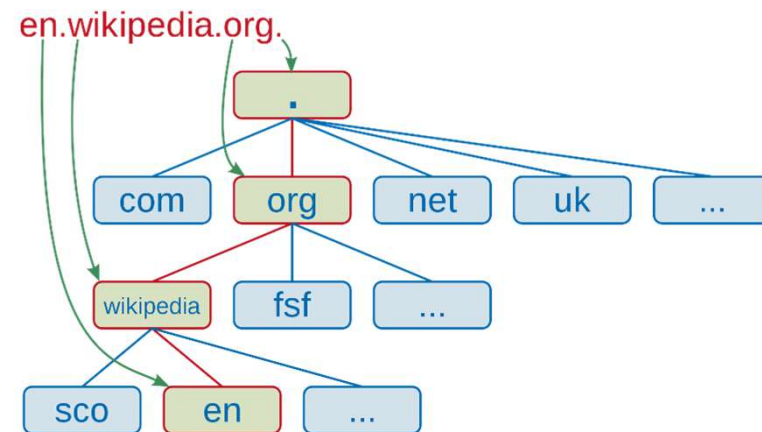 en.wikipedia.org.
.
com org net uk ...
wikipedia fsf ...
sco en ...